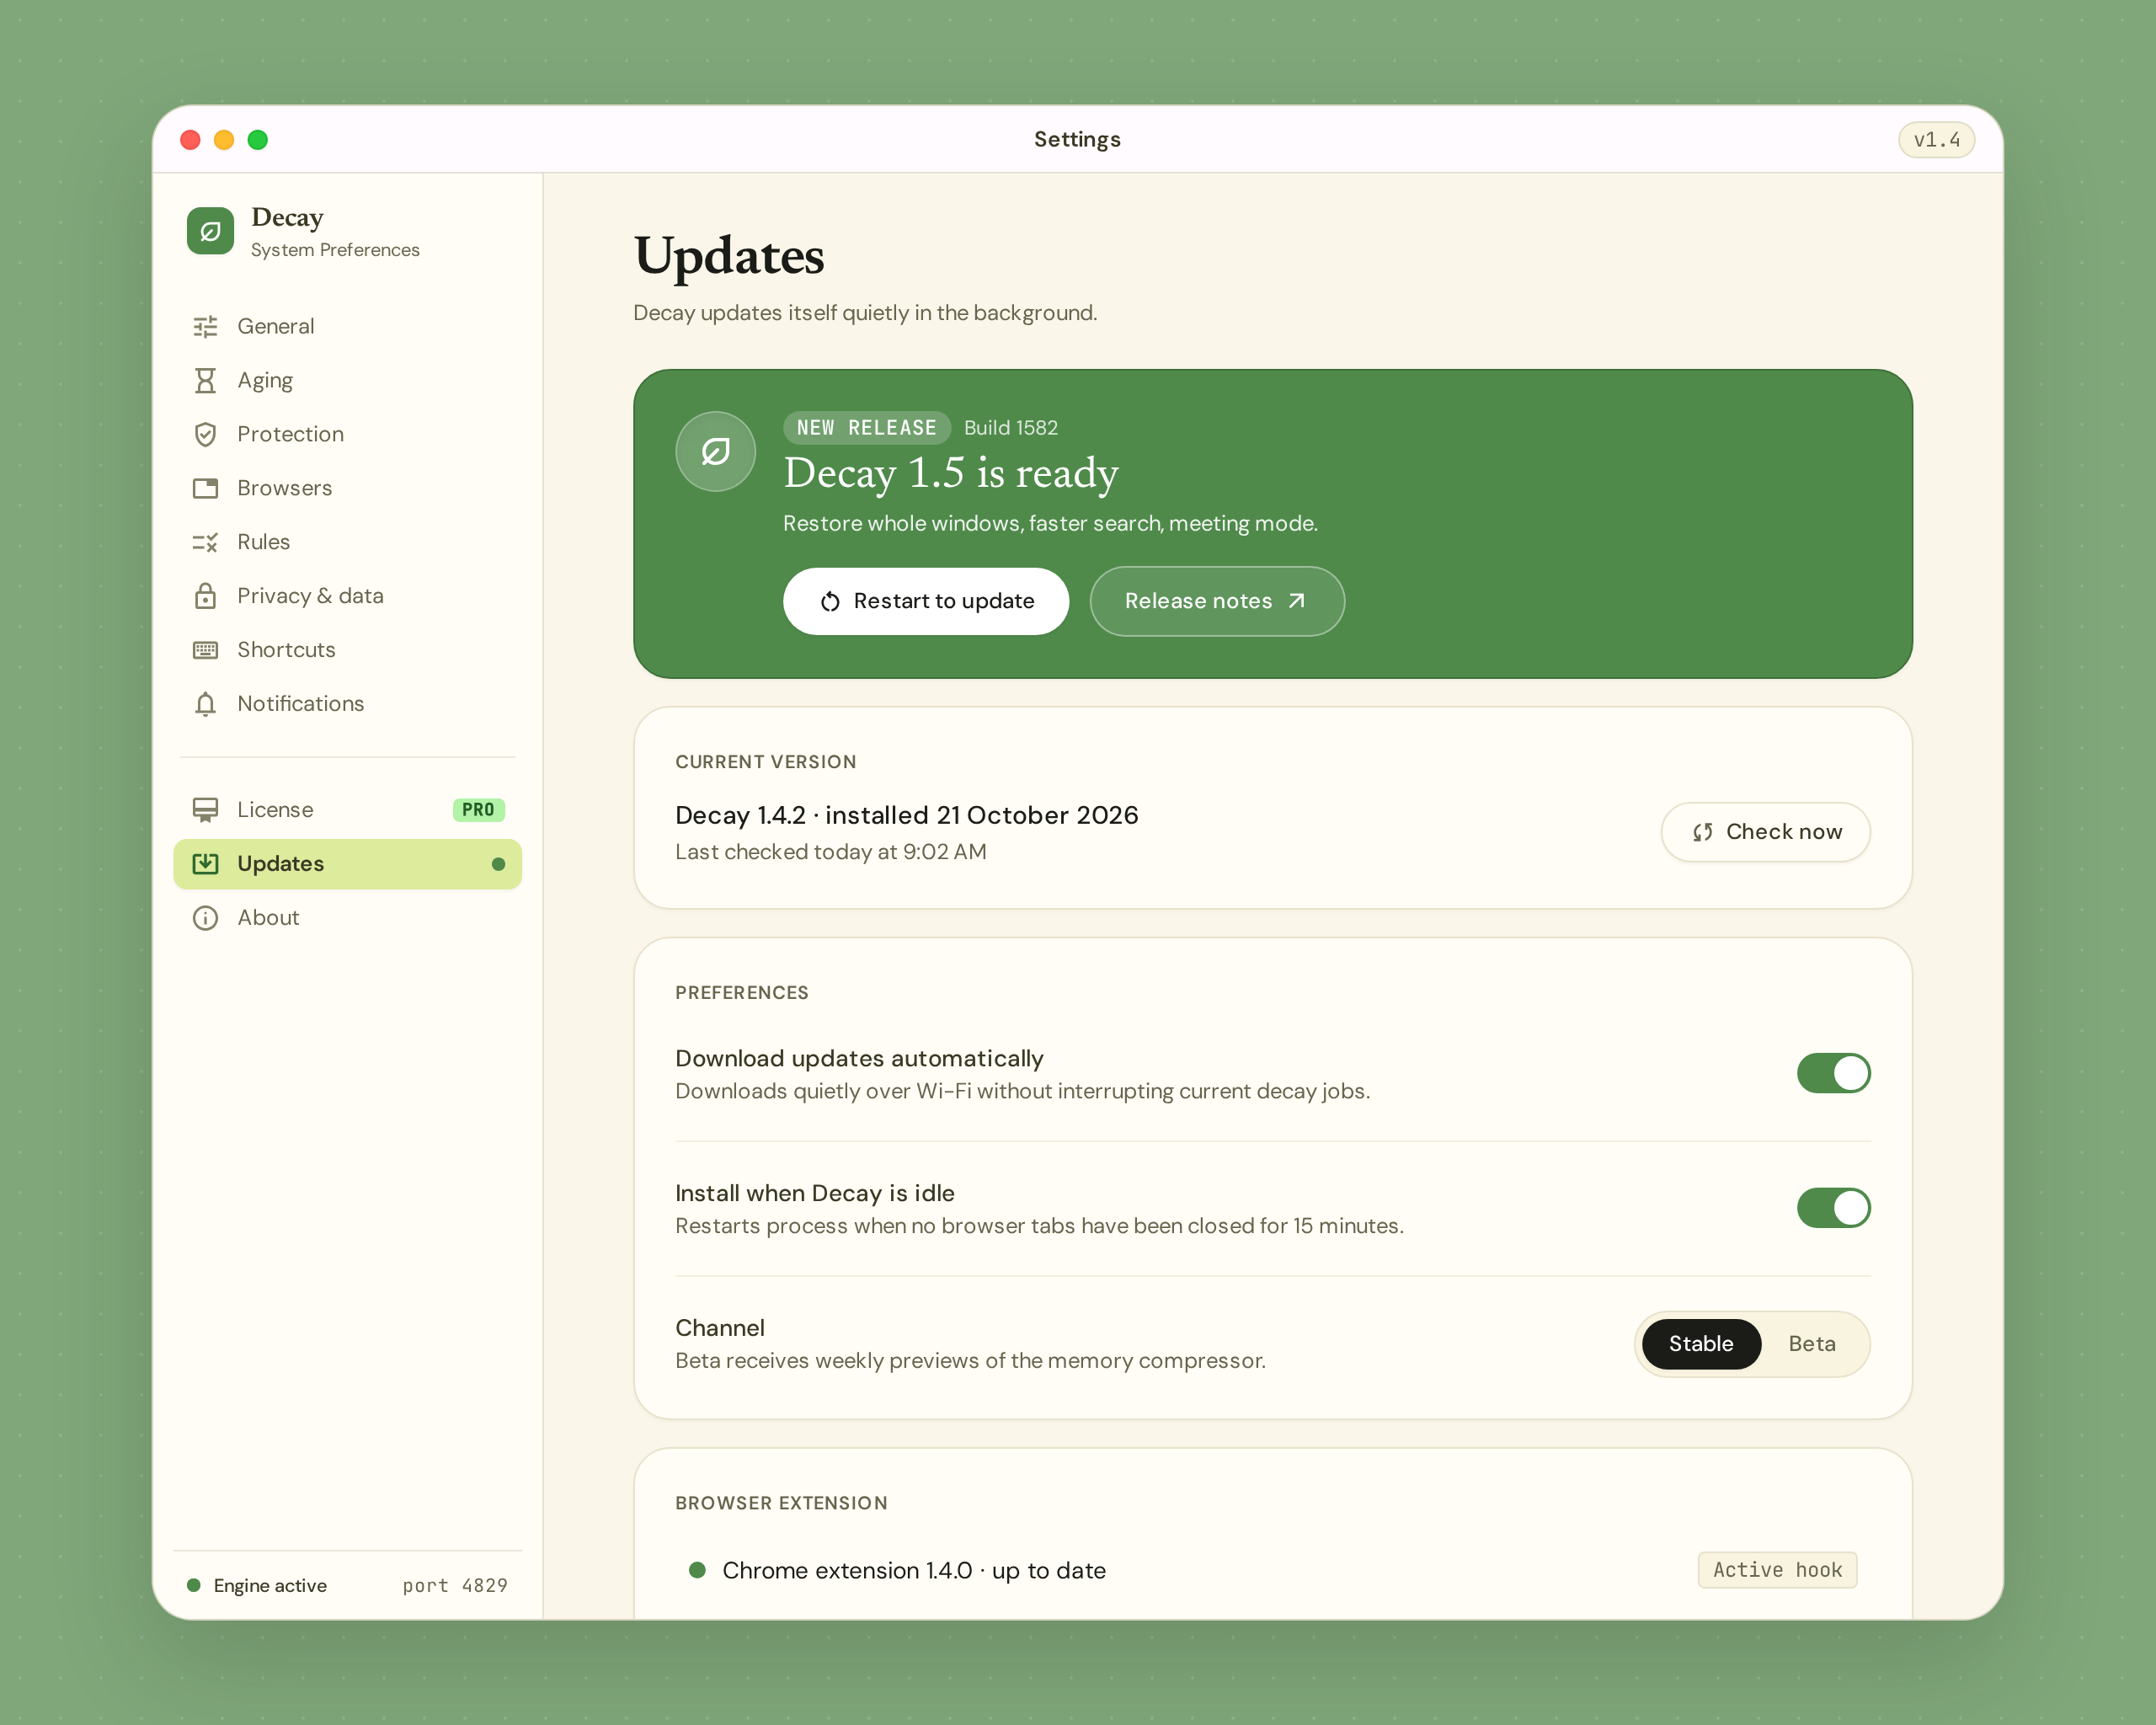 Settings
v1.4
Decay
System Preferences
General
Aging
Protection
Browsers
Rules
Privacy & data
Shortcuts
Notifications
License PRO
Updates
About
Engine active port 4829
Updates
Decay updates itself quietly in the background.
NEW RELEASE Build 1582
Decay 1.5 is ready
Restore whole windows, faster search, meeting mode.
Restart to update Release notes
CURRENT VERSION
Decay 1.4.2 · installed 21 October 2026
Last checked today at 9:02 AM
Check now
PREFERENCES
Download updates automatically
Downloads quietly over Wi-Fi without interrupting current decay jobs.
Install when Decay is idle
Restarts process when no browser tabs have been closed for 15 minutes.
Channel
Beta receives weekly previews of the memory compressor.
Stable Beta
BROWSER EXTENSION
Chrome extension 1.4.0 · up to date
Active hook